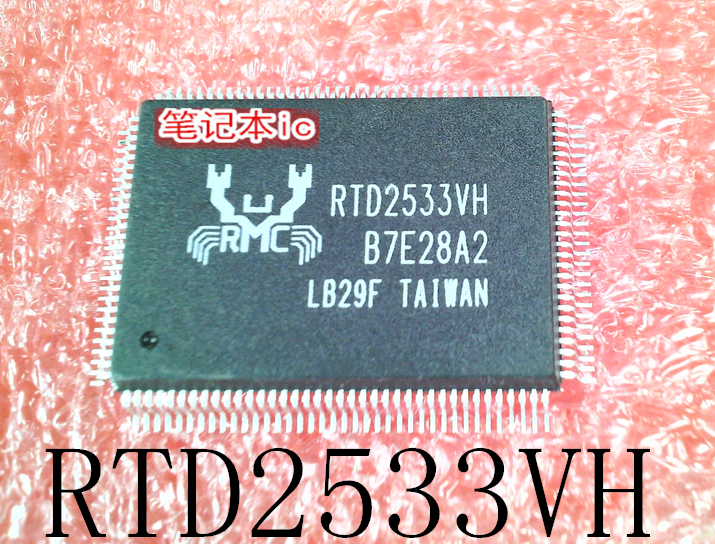 笔记本ic
RMC
RTD2533VH
B7E28A2
LB29F TAIWAN
RTD2533VH